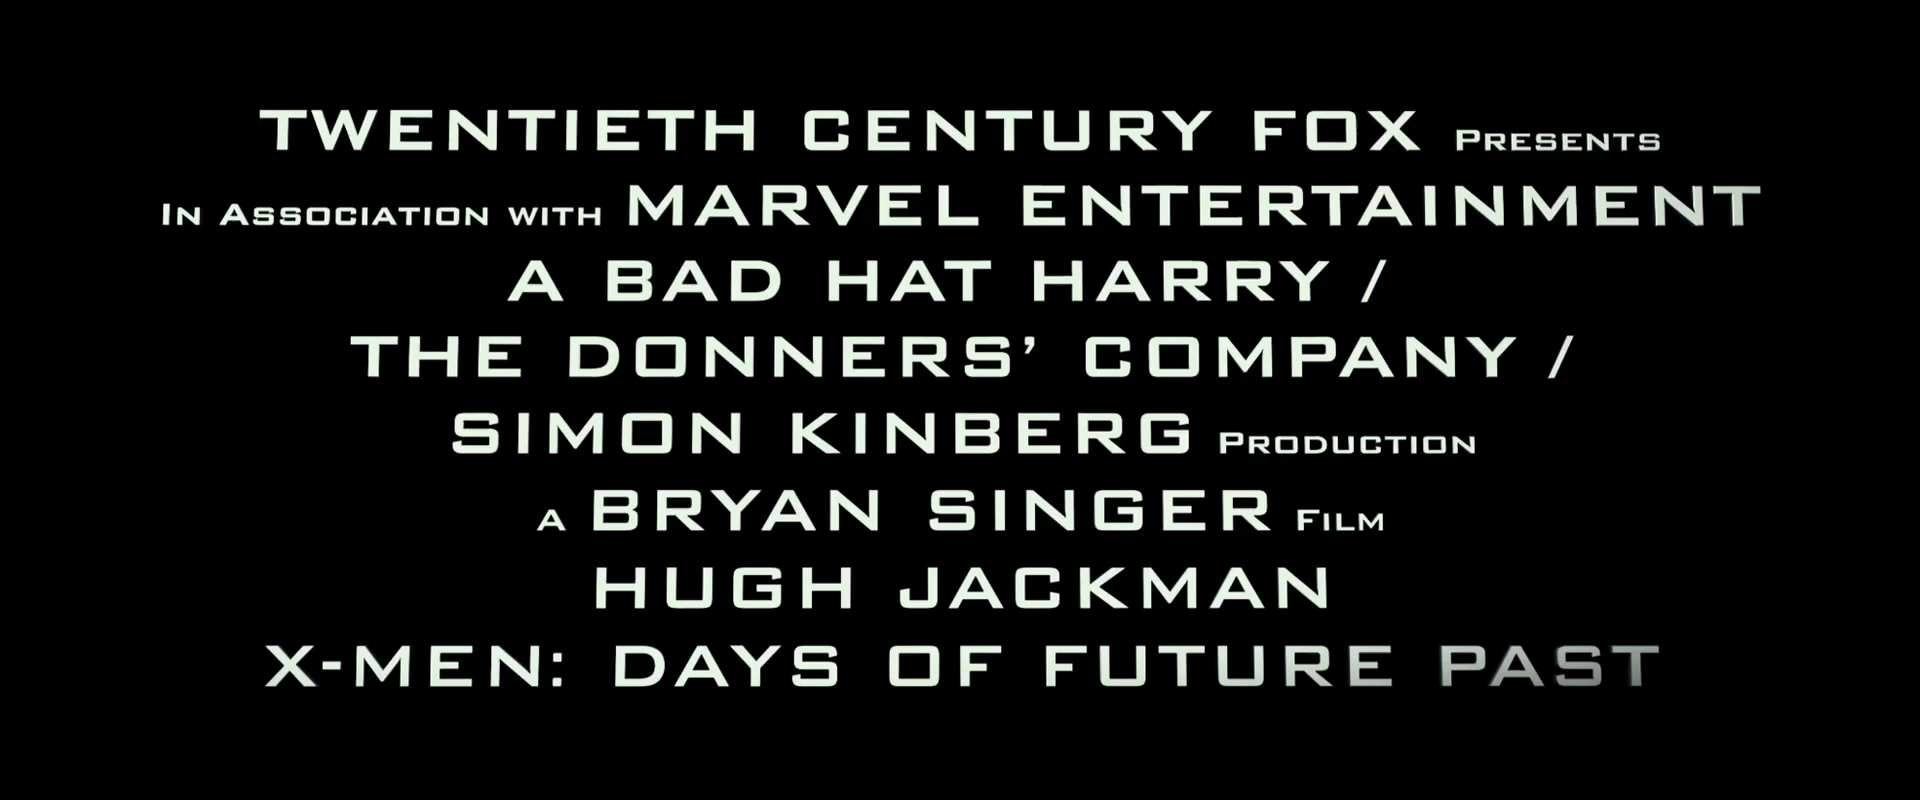 TWENTIETH CENTURY FOX PRESENTS
IN ASSOCIATION WITH MARVEL ENTERTAINMENT
A BAD HAT HARRY /
THE DONNERS’ COMPANY /
SIMON KINBERG PRODUCTION
A BRYAN SINGER FILM
HUGH JACKMAN
X-MEN: DAYS OF FUTURE PAST